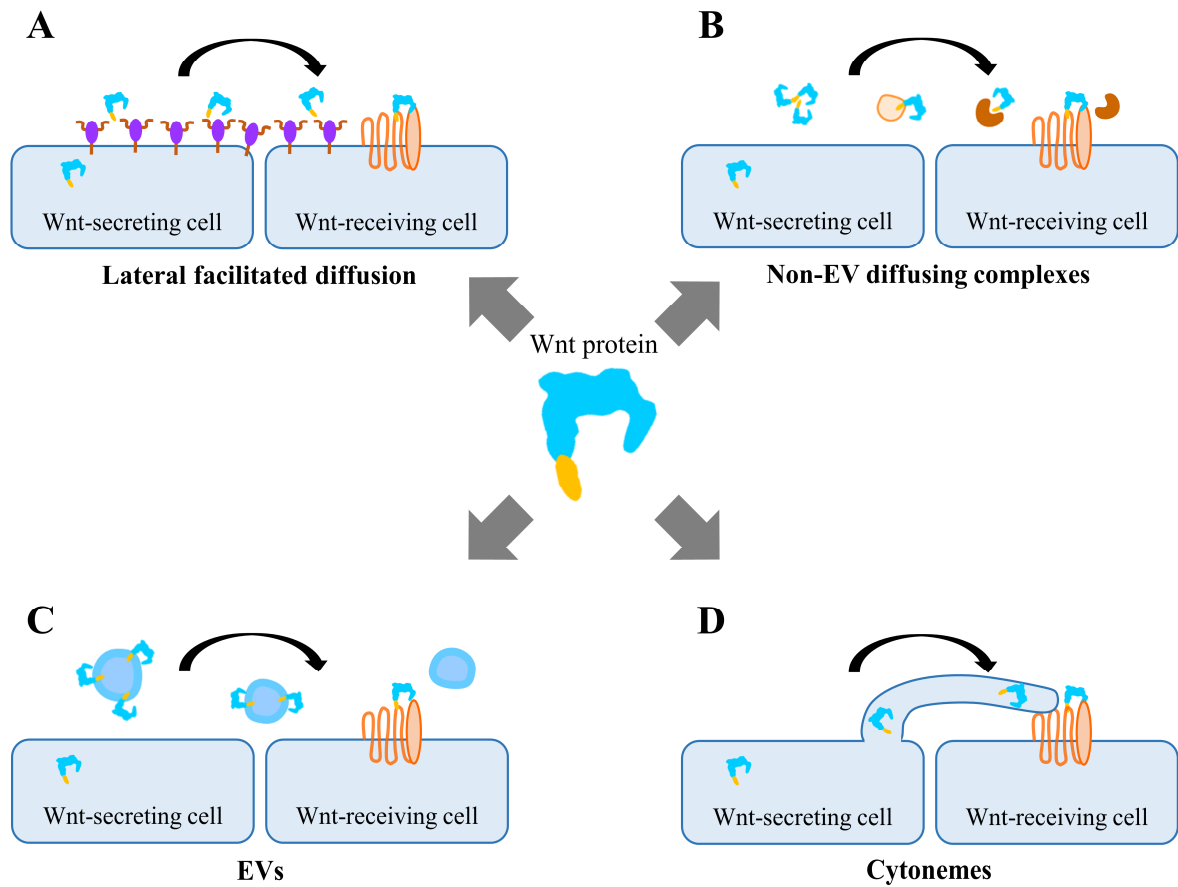 A
B
Wnt-secreting cell
Wnt-receiving cell
Wnt-secreting cell
Wnt-receiving cell
Lateral facilitated diffusion
Non-EV diffusing complexes
Wnt protein
C
D
Wnt-secreting cell
Wnt-receiving cell
Wnt-secreting cell
Wnt-receiving cell
EVs
Cytonemes